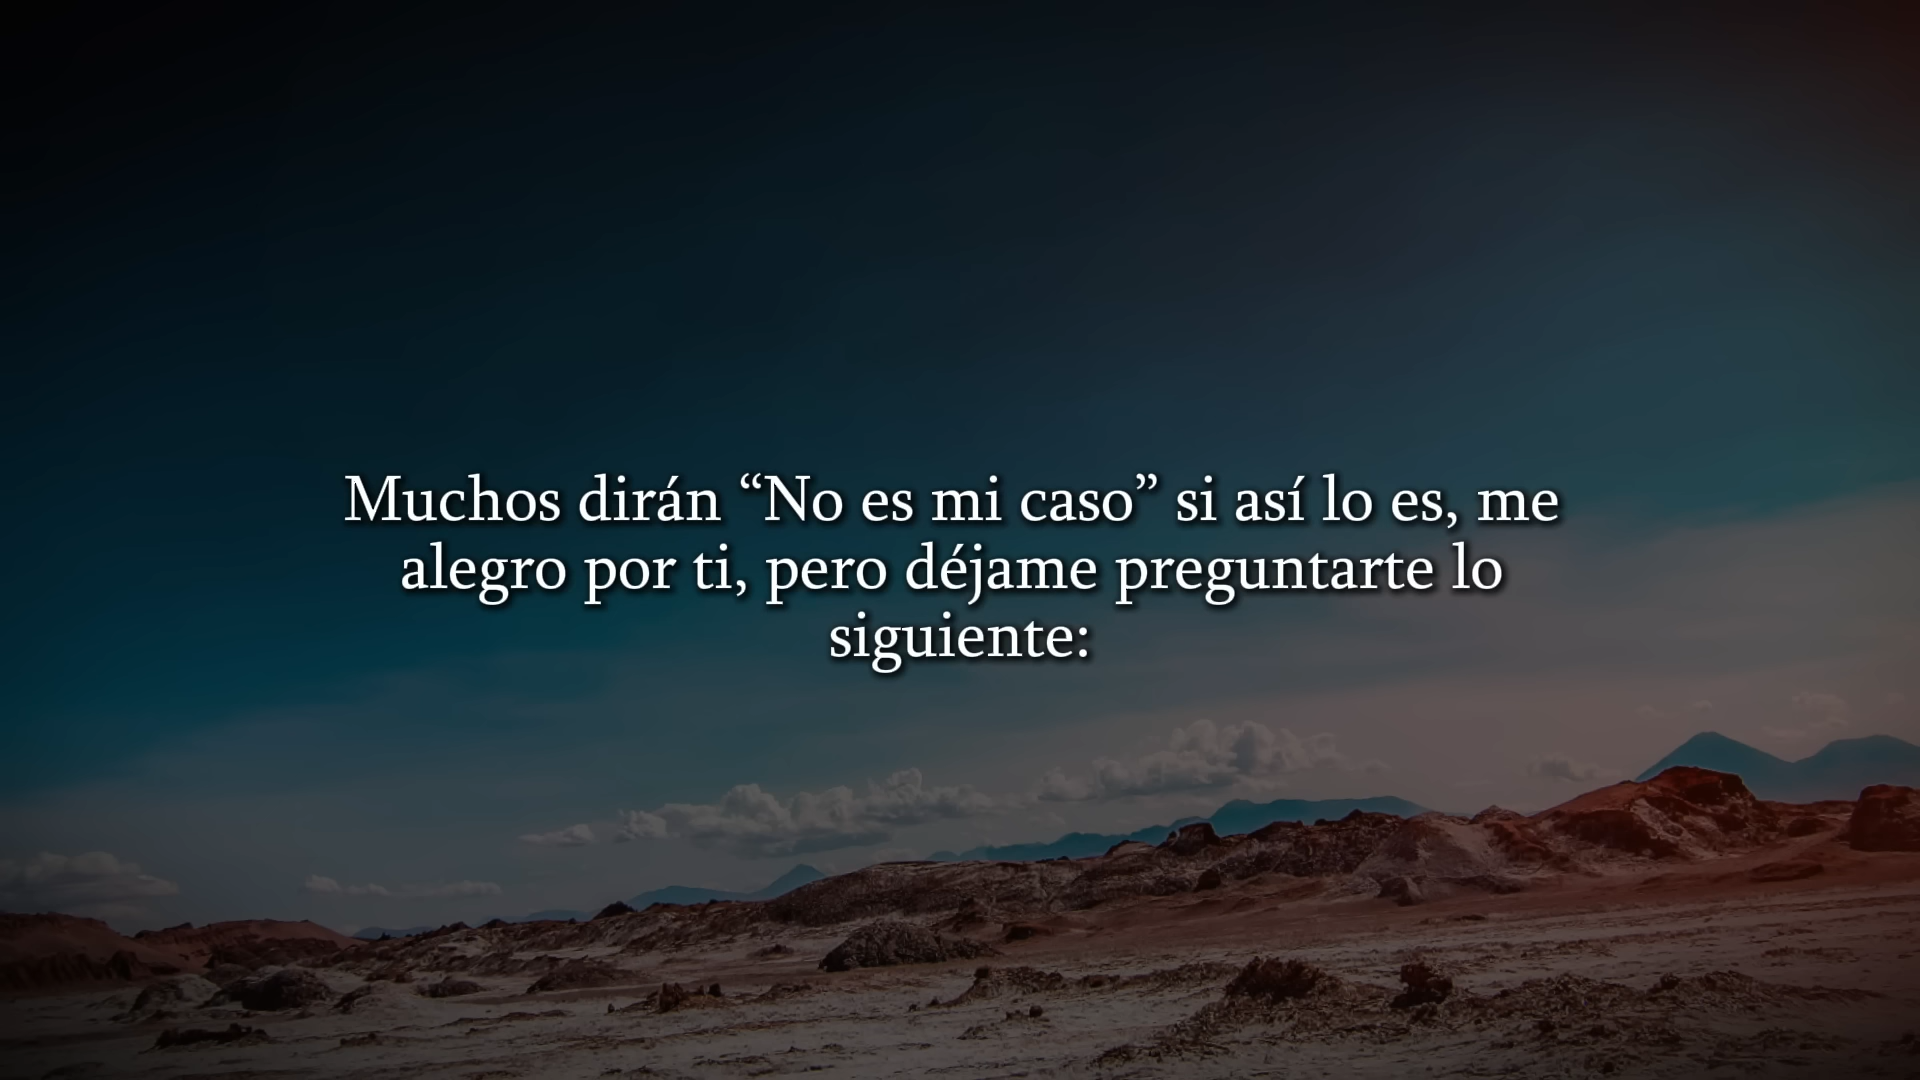 Muchos dirán “No es mi caso” si así lo es, me
alegro por ti, pero déjame preguntarte lo
siguiente: